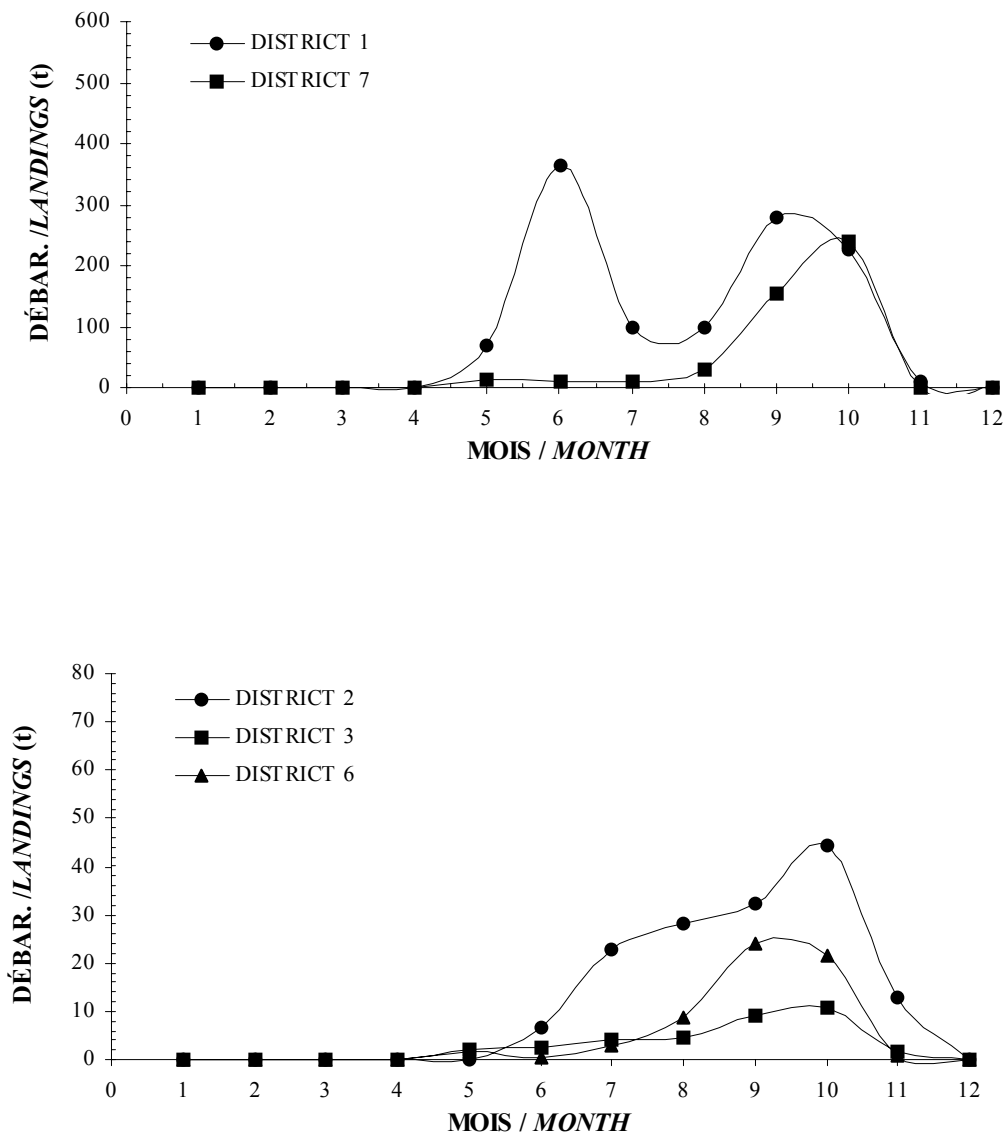 600
500
400
300
200
100
0
DÉBAR. /LANDINGS (t)
DISTRICT 1
DISTRICT 7
0 1 2 3 4 5 6 7 8 9 10 11 12
MOIS / MONTH
80
70
60
50
40
30
20
10
0
DÉBAR. /LANDINGS (t)
DISTRICT 2
DISTRICT 3
DISTRICT 6
0 1 2 3 4 5 6 7 8 9 10 11 12
MOIS / MONTH